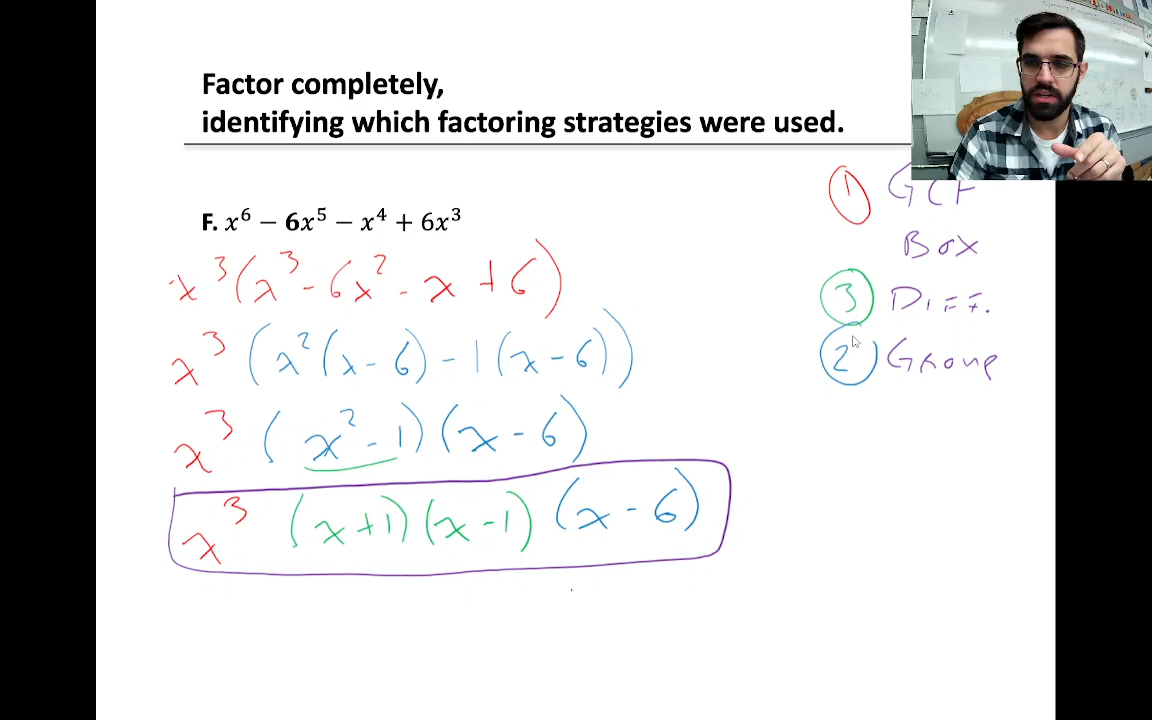 Factor completely,
identifying which factoring strategies were used.
F. x⁶ − 6x⁵ − x⁴ + 6x³
x³(x³ - 6x² - x + 6)
x³ (x²(x - 6) - 1(x - 6))
x³ (x² - 1)(x - 6)
x³ (x+1)(x-1)(x - 6)
1 GCF
Box
3 Diff.
2 Group